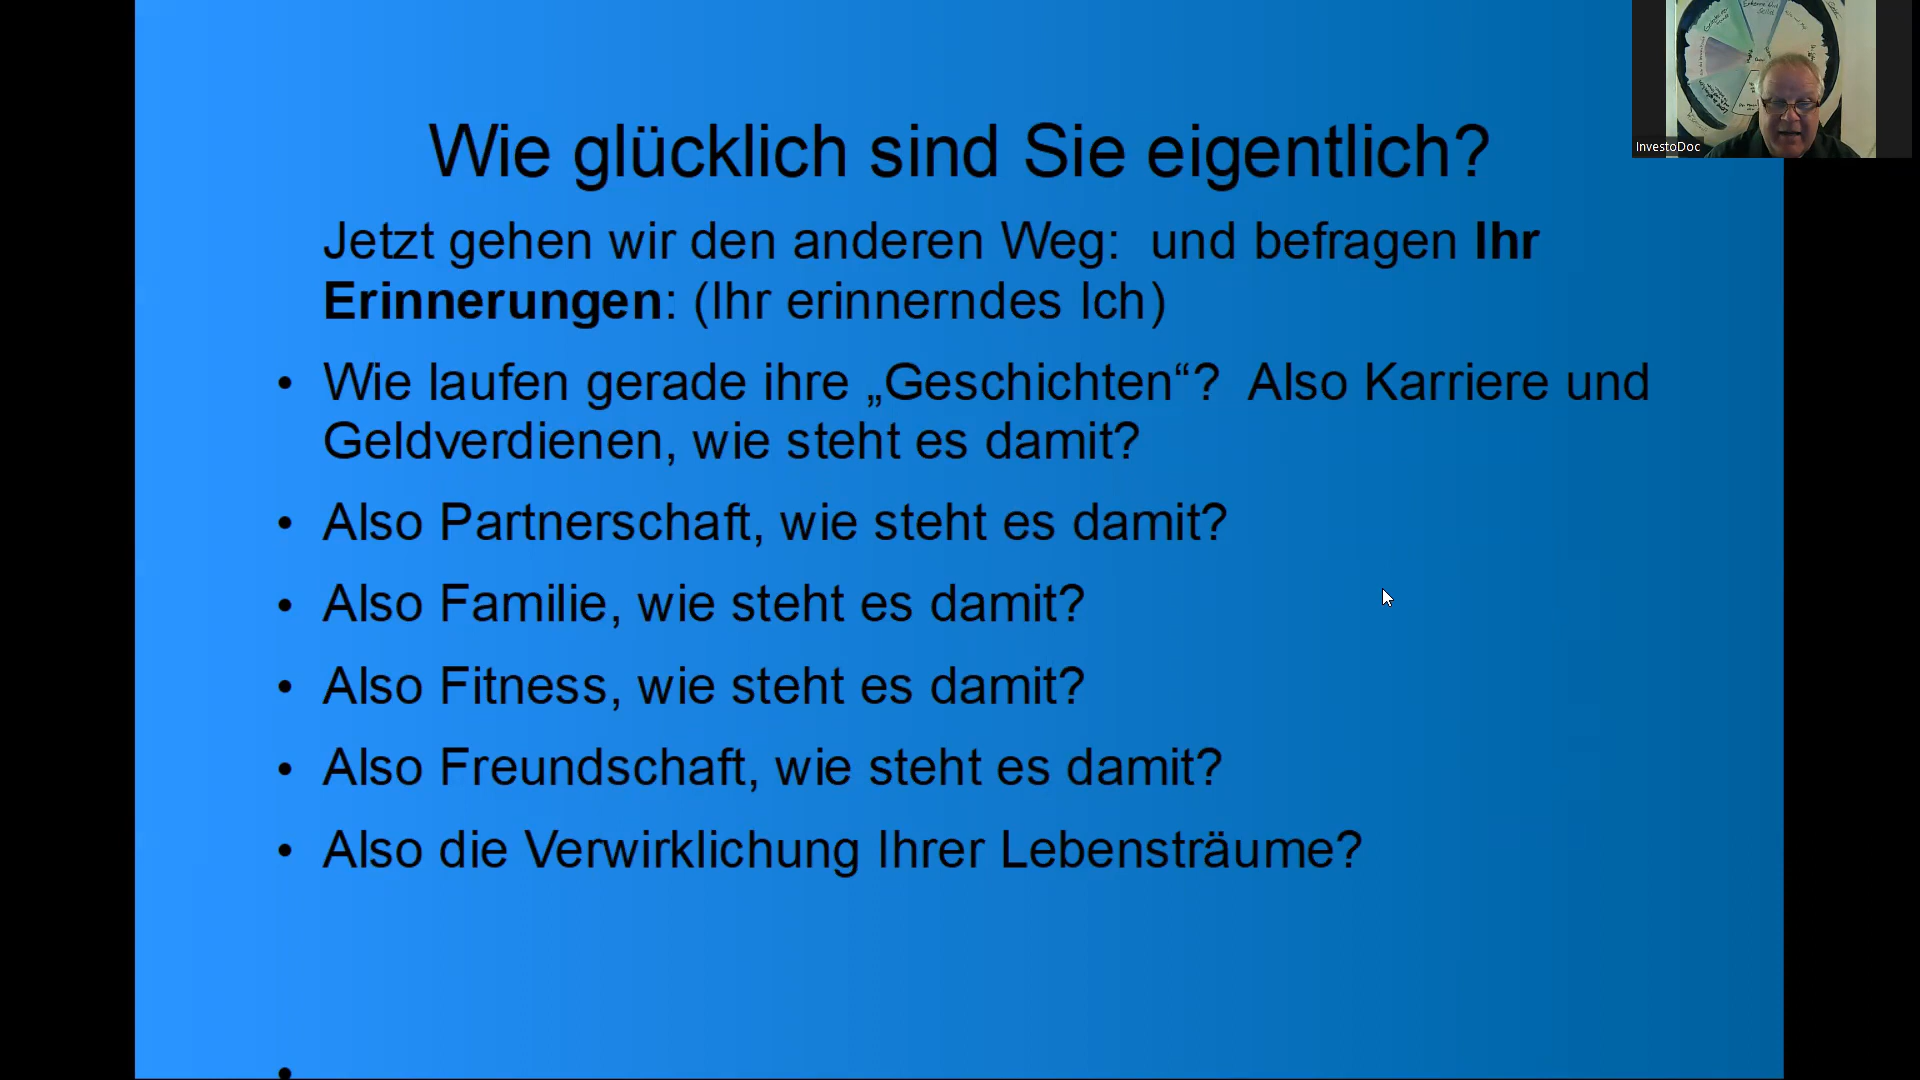 Wie glücklich sind Sie eigentlich?
Jetzt gehen wir den anderen Weg:  und befragen Ihr
Erinnerungen: (Ihr erinnerndes Ich)
• Wie laufen gerade ihre „Geschichten“?  Also Karriere und
Geldverdienen, wie steht es damit?
• Also Partnerschaft, wie steht es damit?
• Also Familie, wie steht es damit?
• Also Fitness, wie steht es damit?
• Also Freundschaft, wie steht es damit?
• Also die Verwirklichung Ihrer Lebensträume?
•
InvestoDoc